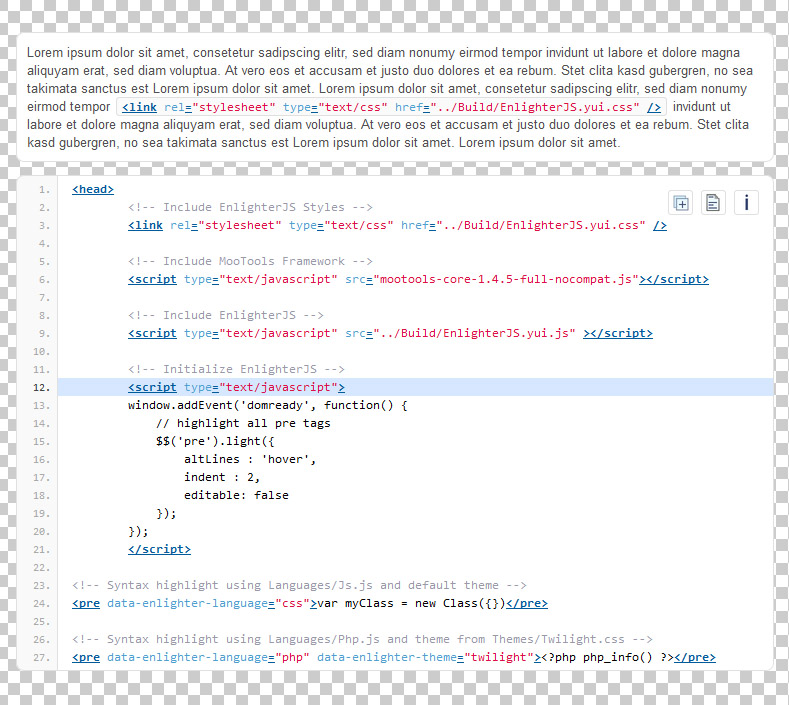 Lorem ipsum dolor sit amet, consetetur sadipscing elitr, sed diam nonumy eirmod tempor invidunt ut labore et dolore magna
aliquyam erat, sed diam voluptua. At vero eos et accusam et justo duo dolores et ea rebum. Stet clita kasd gubergren, no sea
takimata sanctus est Lorem ipsum dolor sit amet. Lorem ipsum dolor sit amet, consetetur sadipscing elitr, sed diam nonumy
eirmod tempor <link rel="stylesheet" type="text/css" href="../Build/EnlighterJS.yui.css" /> invidunt ut
labore et dolore magna aliquyam erat, sed diam voluptua. At vero eos et accusam et justo duo dolores et ea rebum. Stet clita
kasd gubergren, no sea takimata sanctus est Lorem ipsum dolor sit amet. Lorem ipsum dolor sit amet.
1. <head>
2. <!-- Include EnlighterJS Styles -->
3. <link rel="stylesheet" type="text/css" href="../Build/EnlighterJS.yui.css" />
4.
5. <!-- Include MooTools Framework -->
6. <script type="text/javascript" src="mootools-core-1.4.5-full-nocompat.js"></script>
7.
8. <!-- Include EnlighterJS -->
9. <script type="text/javascript" src="../Build/EnlighterJS.yui.js" ></script>
10.
11. <!-- Initialize EnlighterJS -->
12. <script type="text/javascript">
13. window.addEvent('domready', function() {
14. // highlight all pre tags
15. $$('pre').light({
16. altLines : 'hover',
17. indent : 2,
18. editable: false
19. });
20. });
21. </script>
22.
23. <!-- Syntax highlight using Languages/Js.js and default theme -->
24. <pre data-enlighter-language="css">var myClass = new Class({})</pre>
25.
26. <!-- Syntax highlight using Languages/Php.js and theme from Themes/Twilight.css -->
27. <pre data-enlighter-language="php" data-enlighter-theme="twilight"><?php php_info() ?></pre>